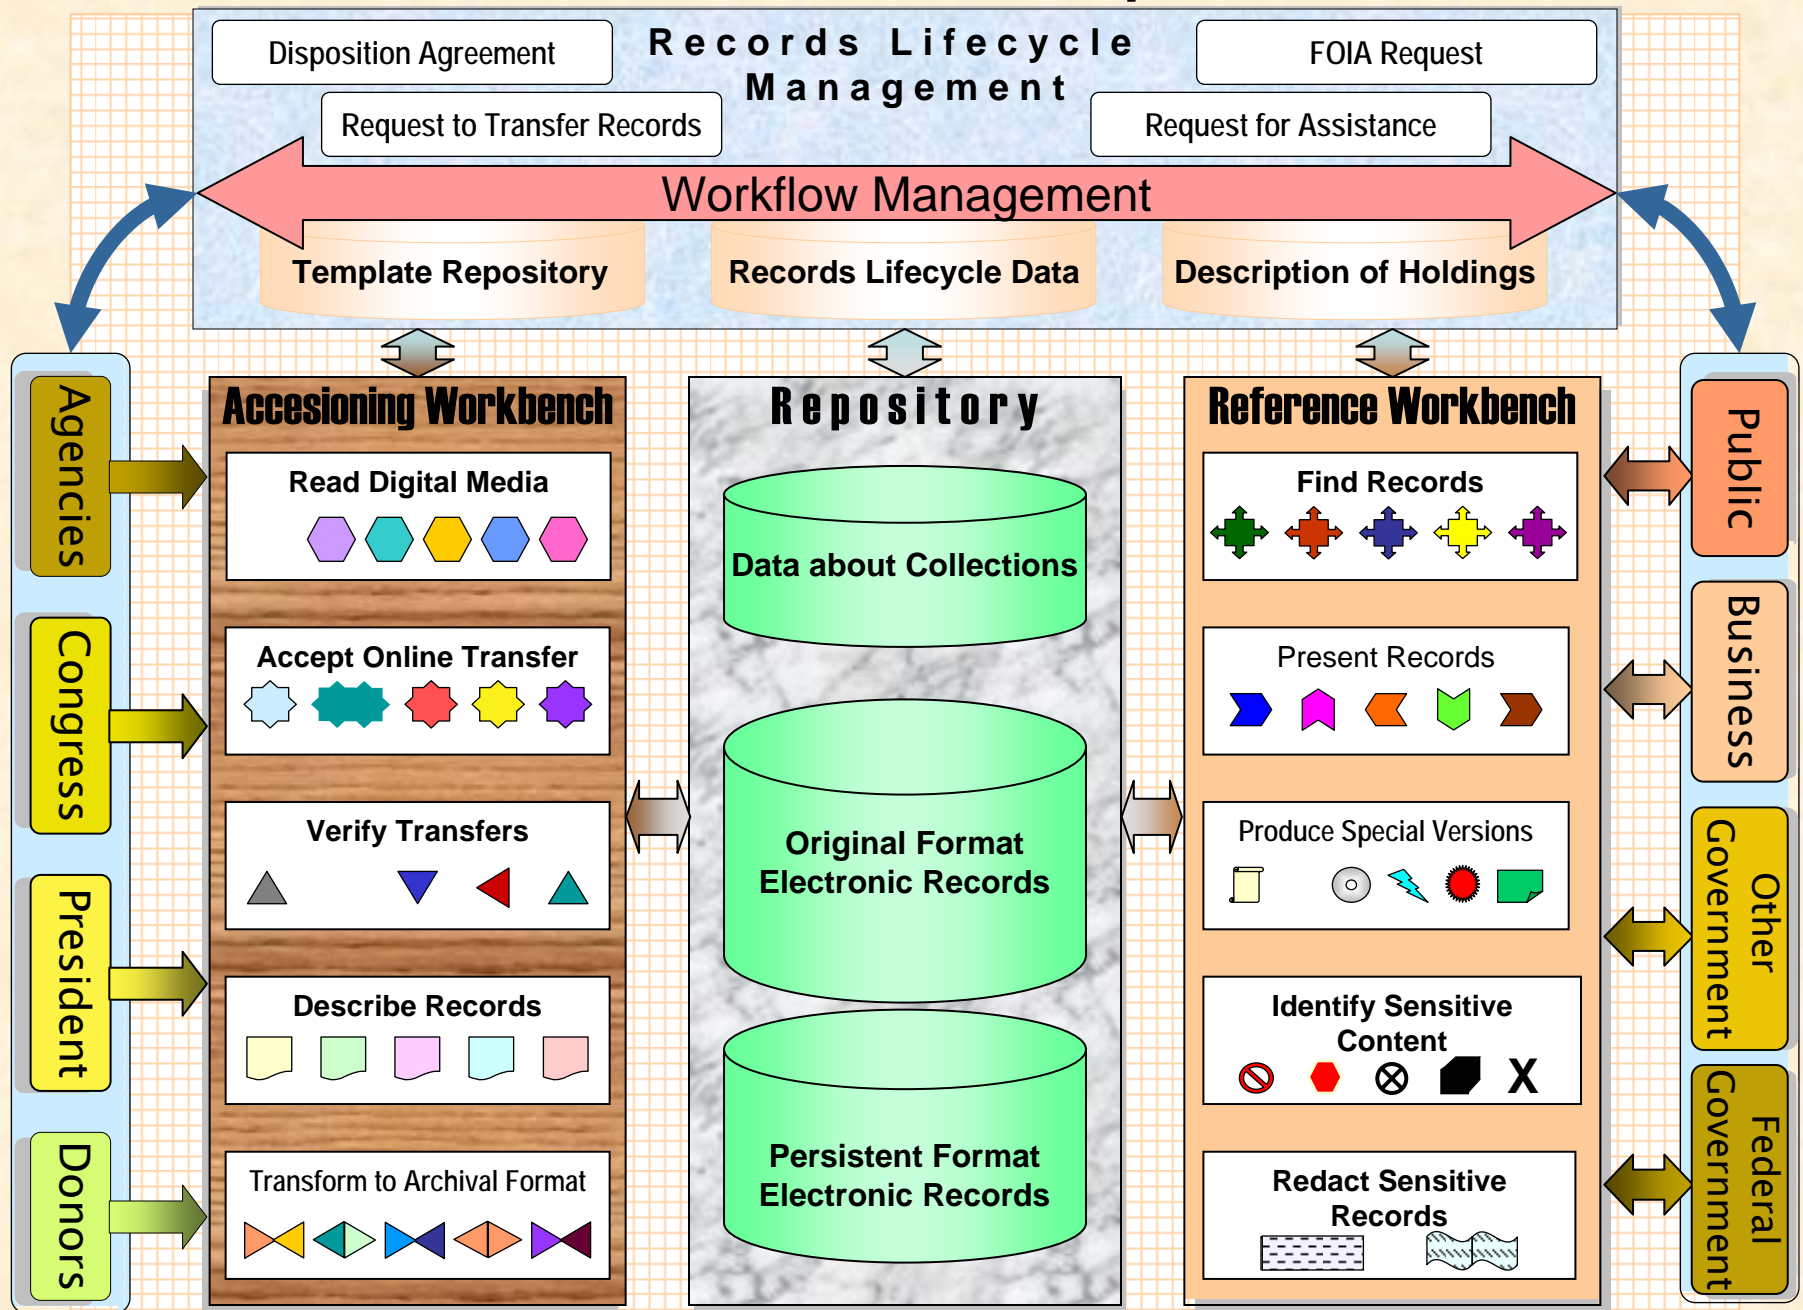 Records Lifecycle
Management
Disposition Agreement
FOIA Request
Request to Transfer Records
Request for Assistance
Workflow Management
Template Repository
Records Lifecycle Data
Description of Holdings
Agencies
Congress
President
Donors
Accesioning Workbench
Read Digital Media
Accept Online Transfer
Verify Transfers
Describe Records
Transform to Archival Format
Repository
Data about Collections
Original Format
Electronic Records
Persistent Format
Electronic Records
Reference Workbench
Find Records
Present Records
Produce Special Versions
Identify Sensitive
Content
X
Redact Sensitive
Records
Public
Business
Other
Government
Federal
Government